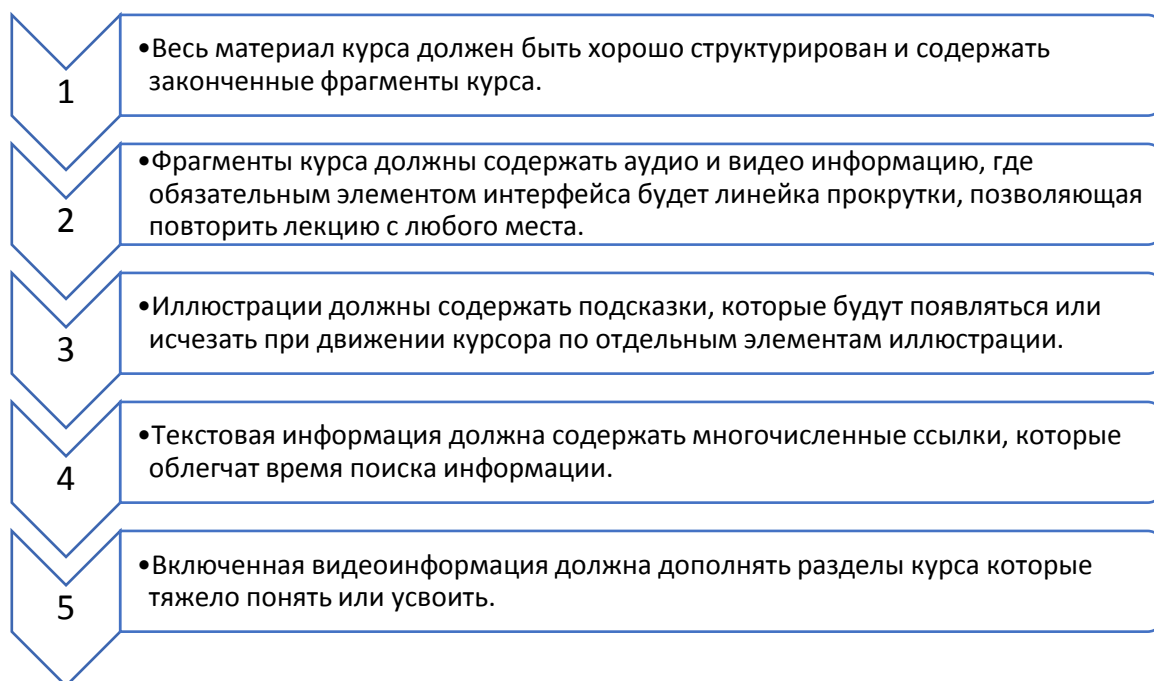 1
•Весь материал курса должен быть хорошо структурирован и содержать
законченные фрагменты курса.
2
•Фрагменты курса должны содержать аудио и видео информацию, где
обязательным элементом интерфейса будет линейка прокрутки, позволяющая
повторить лекцию с любого места.
3
•Иллюстрации должны содержать подсказки, которые будут появляться или
исчезать при движении курсора по отдельным элементам иллюстрации.
4
•Текстовая информация должна содержать многочисленные ссылки, которые
облегчат время поиска информации.
5
•Включенная видеоинформация должна дополнять разделы курса которые
тяжело понять или усвоить.